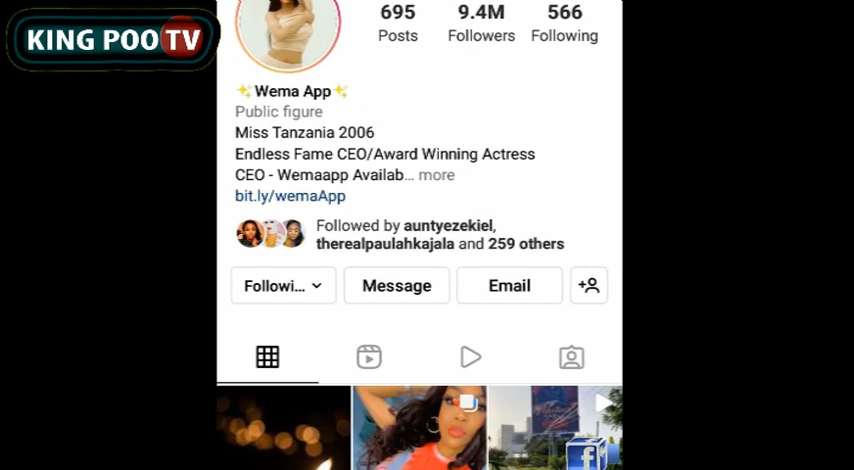 KING POO TV
695
9.4M
566
Posts
Followers
Following
✨Wema App✨
Public figure
Miss Tanzania 2006
Endless Fame CEO/Award Winning Actress
CEO - Wemaapp Availab... more
bit.ly/wemaApp
Followed by auntyezekiel,
therealpaulahkajala and 259 others
Followi...
Message
Email
f